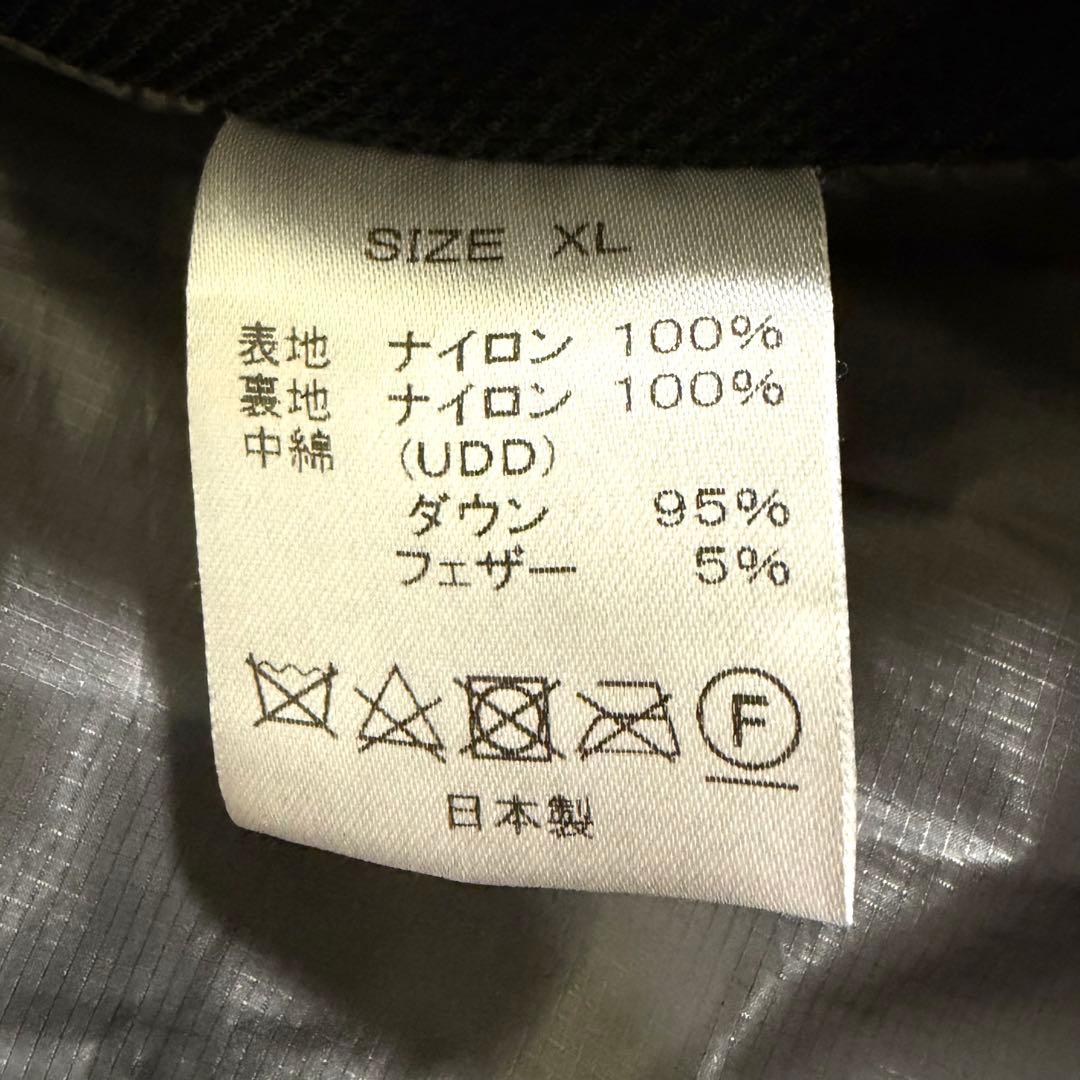 SIZE XL
表地 ナイロン 100%
裏地 ナイロン 100%
中綿 (UDD)
ダウン 95%
フェザー 5%
F
日本製